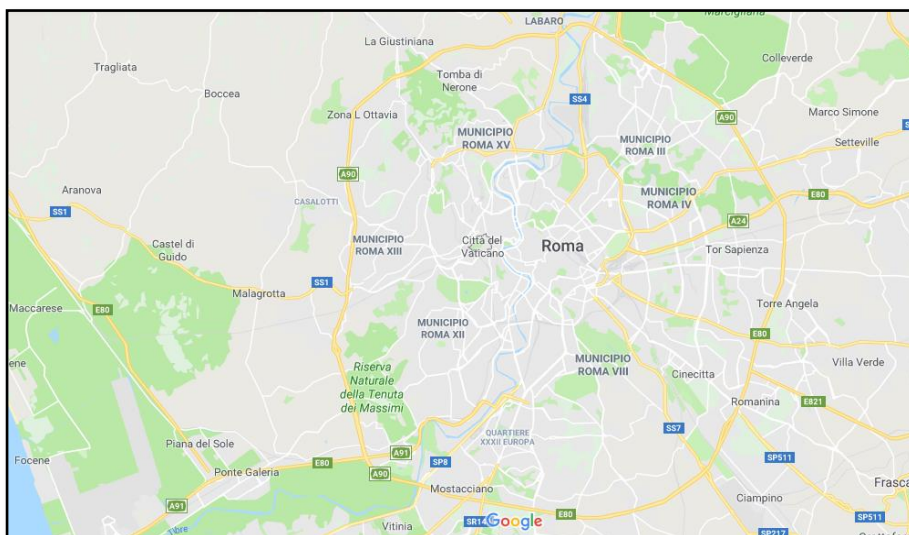 LABARO
Marcigliana
La Giustiniana
Colleverde
Tragliata
Tomba di
Nerone
Boccea
SS4
Zona L Ottavia
A90
Marco Simone
MUNICIPIO
ROMA XV
MUNICIPIO
ROMA III
Setteville
A90
Aranova
CASALOTTI
MUNICIPIO
ROMA IV
E80
SS1
A24
Castel di
Guido
MUNICIPIO
ROMA XIII
Città del
Vaticano
Roma
Tor Sapienza
SS1
Malagrotta
Maccarese
E80
Torre Angela
MUNICIPIO
ROMA XII
E80
MUNICIPIO
ROMA VIII
Villa Verde
Riserva
Naturale
della Tenuta
dei Massimi
Cinecitta
Romanina
E821
QUARTIERE
XXXII EUROPA
SS7
Piana del Sole
A91
SP511
Focene
Ponte Galeria
E80
A90
SP8
Mostacciano
Frasca
Ciampino
A91
Tibre
Vitinia
SR14
Google
E80
SP217
SP511